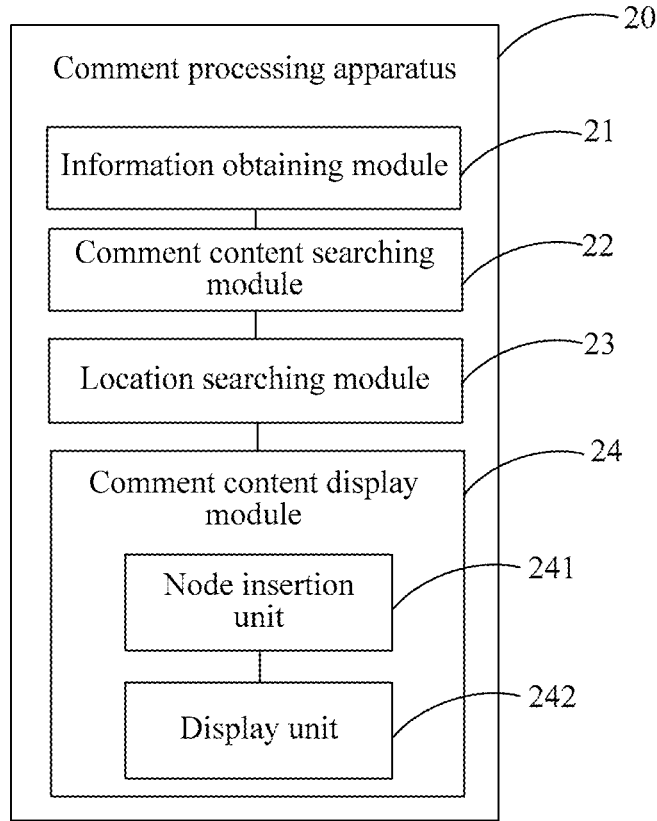 20
Comment processing apparatus
21
Information obtaining module
22
Comment content searching
module
23
Location searching module
24
Comment content display
module
241
Node insertion
unit
242
Display unit